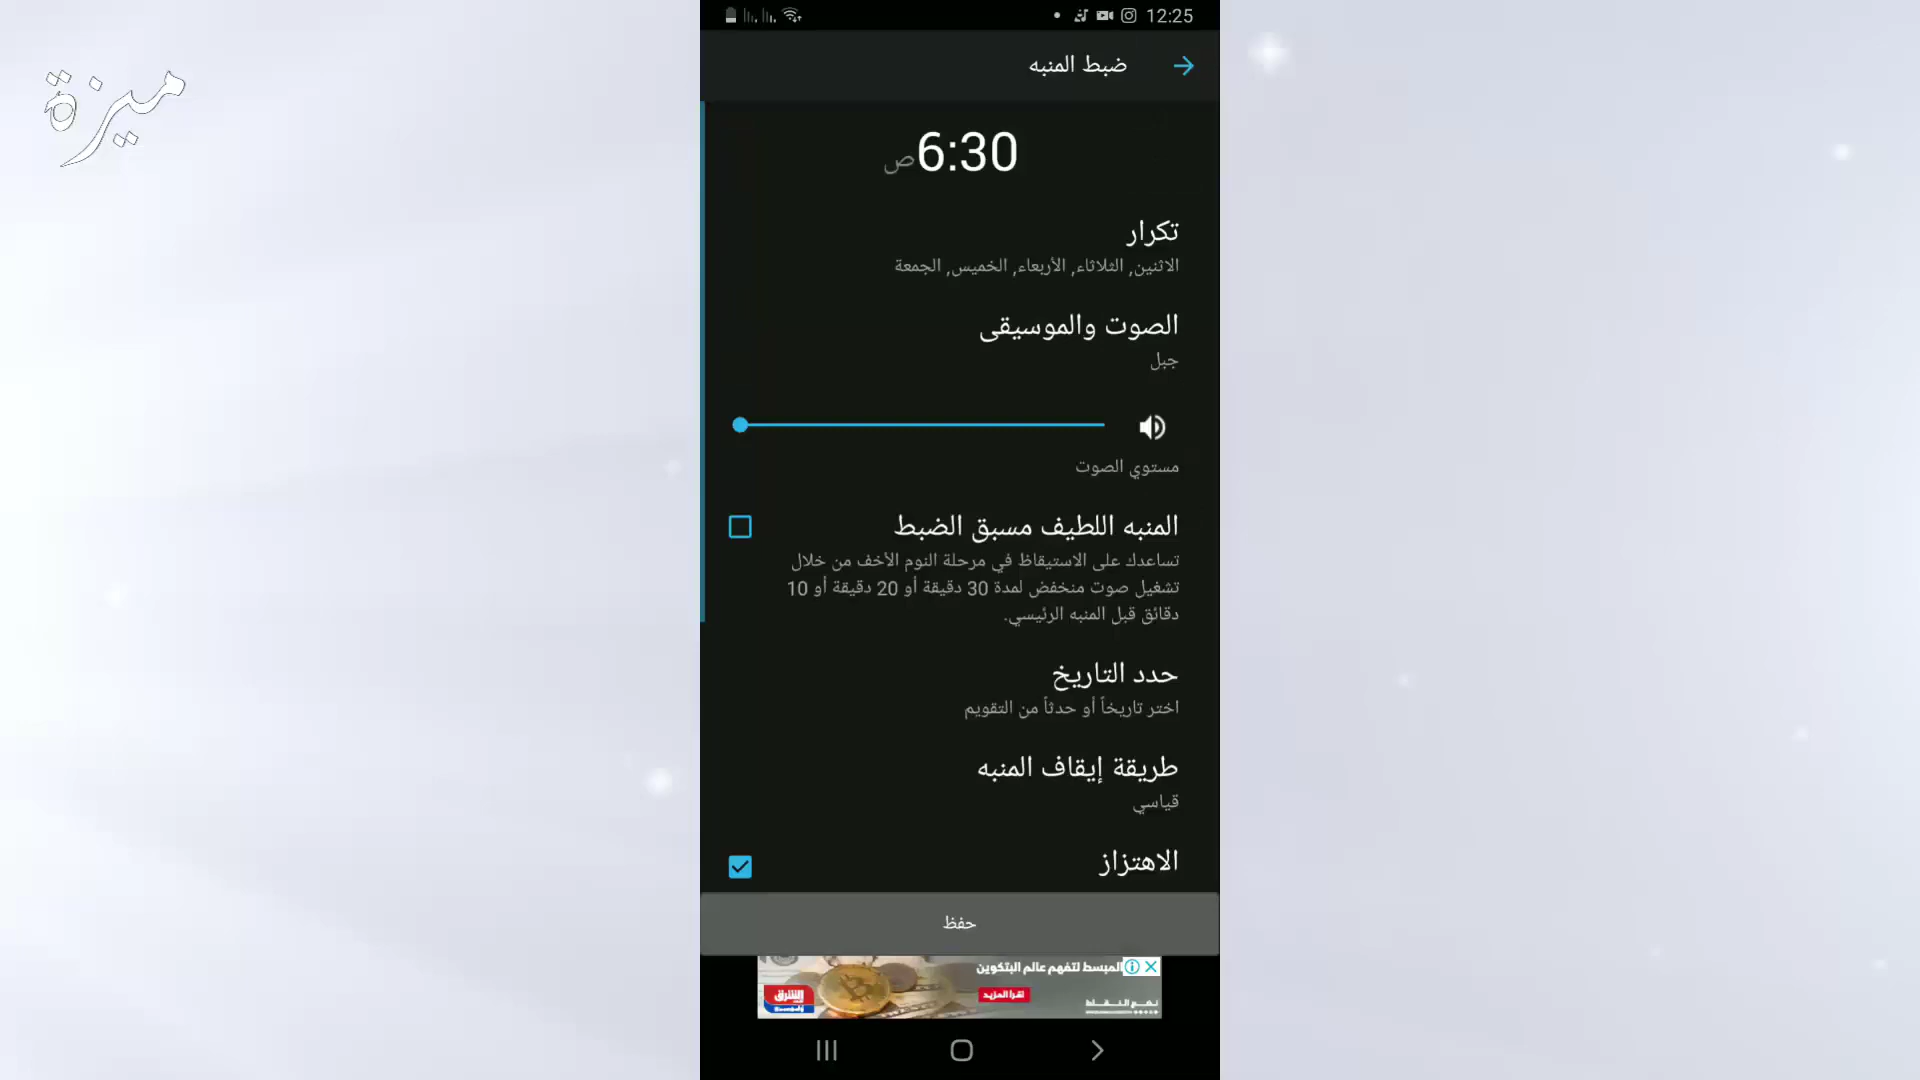 12:25
ميزة
ضبط المنبه
6:30ص
تكرار
الاثنين, الثلاثاء, الأربعاء, الخميس, الجمعة
الصوت والموسيقى
جبل
مستوي الصوت
المنبه اللطيف مسبق الضبط
تساعدك على الاستيقاظ في مرحلة النوم الأخف من خلال
تشغيل صوت منخفض لمدة 30 دقيقة أو 20 دقيقة أو 10
دقائق قبل المنبه الرئيسي.
حدد التاريخ
اختر تاريخاً أو حدثاً من التقويم
طريقة إيقاف المنبه
قياسي
الاهتزاز
حفظ
المبسط لتفهم عالم البتكوين
اقرأ المزيد
الشرق